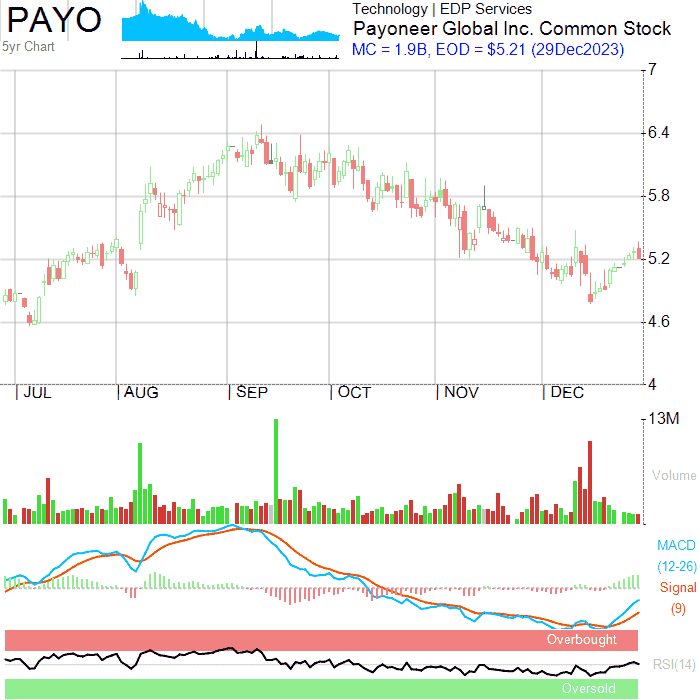 PAYO
5yr Chart
Technology | EDP Services
Payoneer Global Inc. Common Stock
MC = 1.9B, EOD = $5.21 (29Dec2023)
7
6.4
5.8
5.2
4.6
4
JUL AUG SEP OCT NOV DEC
13M
Volume
MACD
(12-26)
Signal
(9)
Overbought
RSI(14)
Oversold